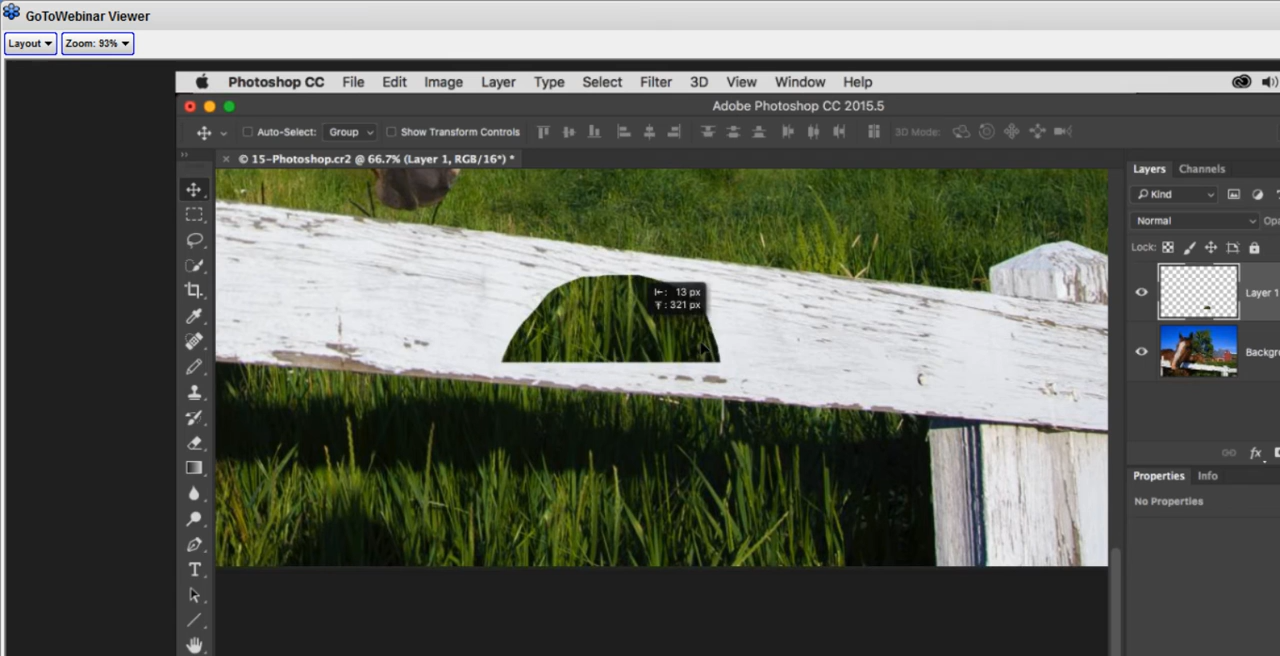 GoToWebinar Viewer
Layout
Zoom: 93%
Photoshop CC File Edit Image Layer Type Select Filter 3D View Window Help
Adobe Photoshop CC 2015.5
Auto-Select: Group Show Transform Controls 3D Mode:
× © 15-Photoshop.cr2 @ 66.7% (Layer 1, RGB/16*) *
Layers Channels
Kind
Normal Opa
Lock:
13 px
321 px
Layer 1
Backgr
fx
Properties Info
No Properties
T